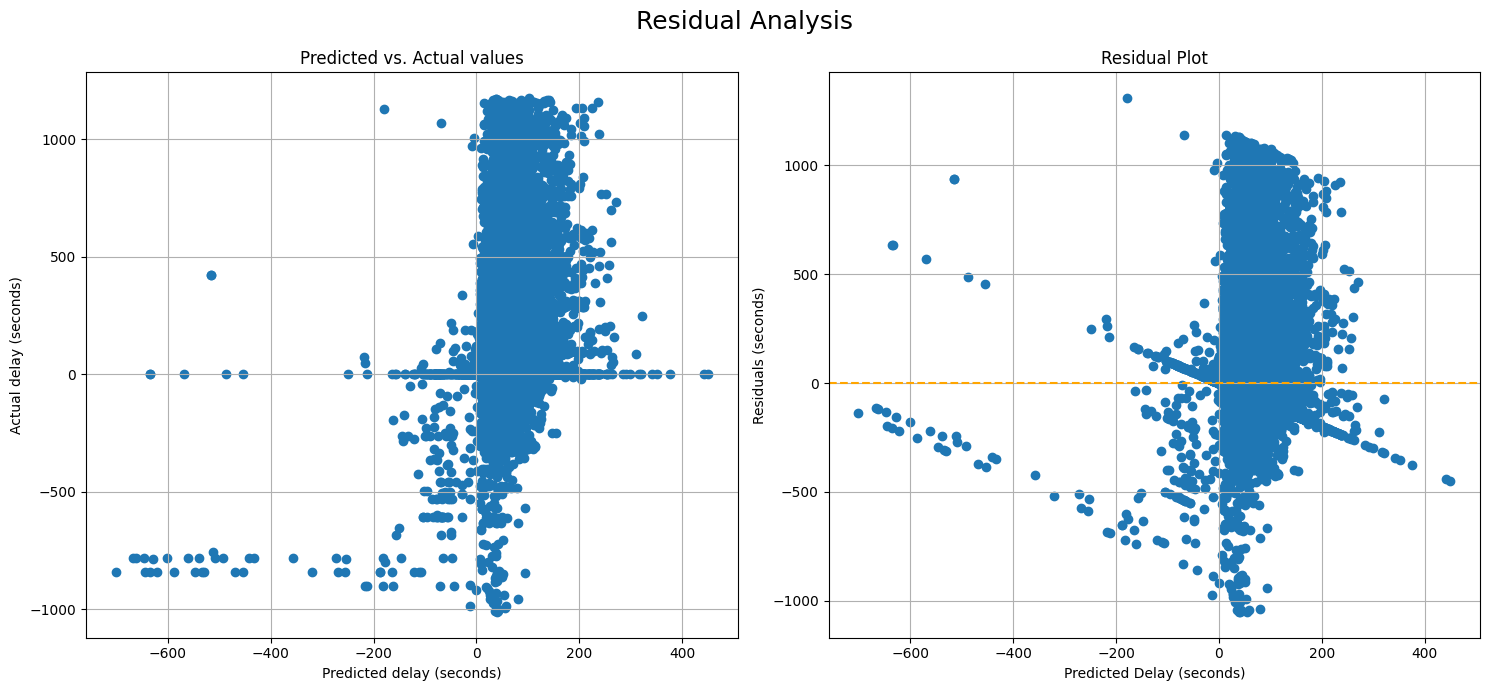 Residual Analysis
Predicted vs. Actual values
Actual delay (seconds)
1000
500
0
−500
−1000
−600 −400 −200 0 200 400
Predicted delay (seconds)
Residual Plot
Residuals (seconds)
1000
500
0
−500
−1000
−600 −400 −200 0 200 400
Predicted Delay (seconds)